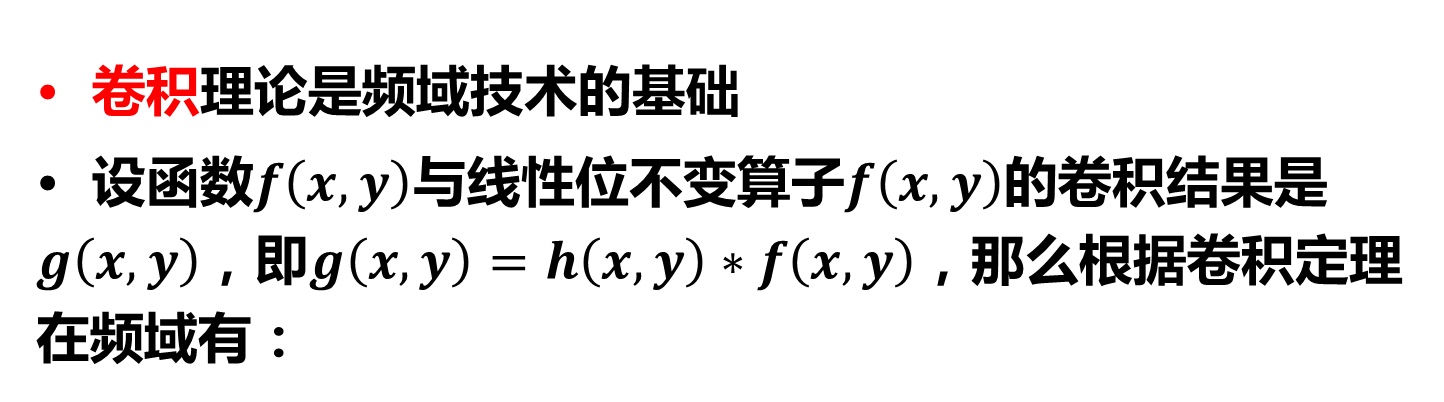 • 卷积理论是频域技术的基础
• 设函数f(x, y)与线性位不变算子f(x, y)的卷积结果是
g(x, y)，即g(x, y) = h(x, y) ∗ f(x, y)，那么根据卷积定理
在频域有：